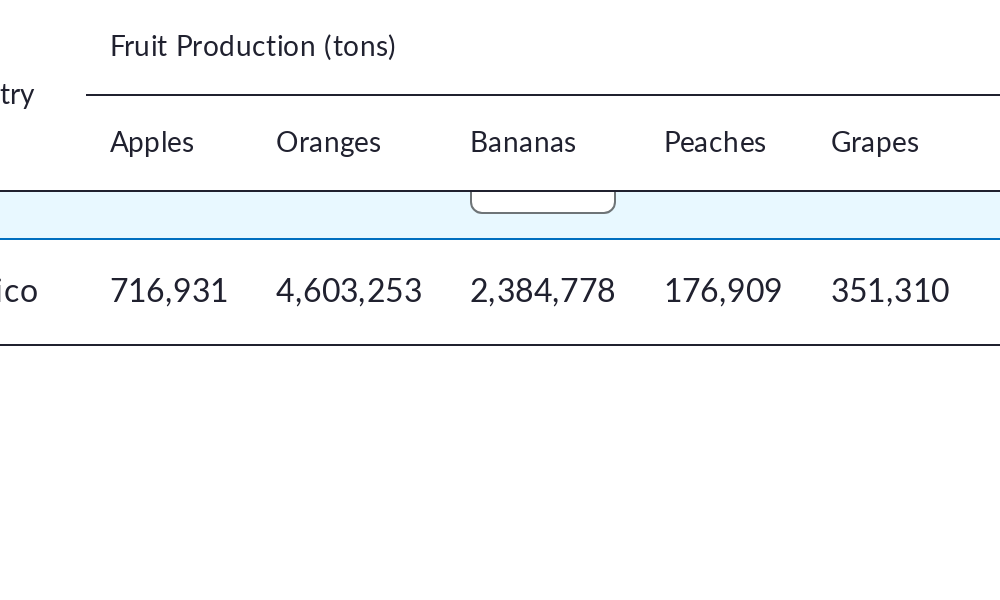 Fruit Production (tons)
try
Apples Oranges Bananas Peaches Grapes
ico 716,931 4,603,253 2,384,778 176,909 351,310